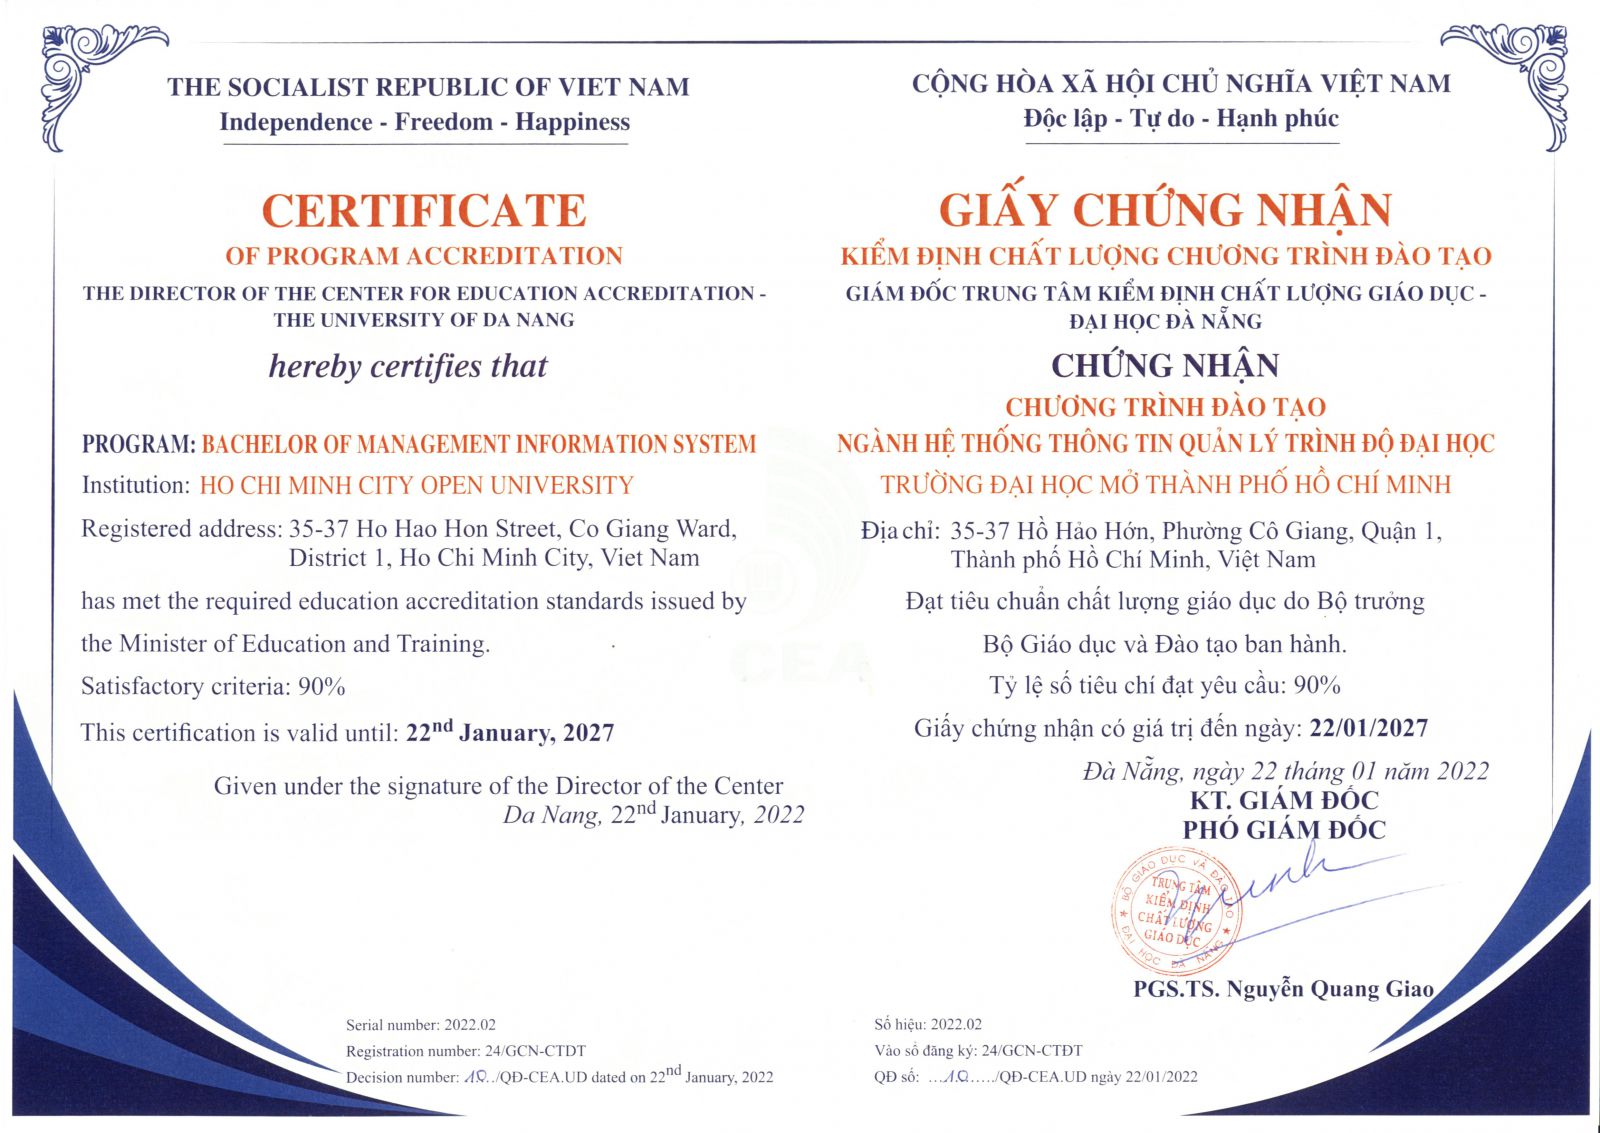 THE SOCIALIST REPUBLIC OF VIET NAM
Independence - Freedom - Happiness
CERTIFICATE
OF PROGRAM ACCREDITATION
THE DIRECTOR OF THE CENTER FOR EDUCATION ACCREDITATION -
THE UNIVERSITY OF DA NANG
hereby certifies that
PROGRAM: BACHELOR OF MANAGEMENT INFORMATION SYSTEM
Institution: HO CHI MINH CITY OPEN UNIVERSITY
Registered address: 35-37 Ho Hao Hon Street, Co Giang Ward,
District 1, Ho Chi Minh City, Viet Nam
has met the required education accreditation standards issued by
the Minister of Education and Training.
Satisfactory criteria: 90%
This certification is valid until: 22nd January, 2027
Given under the signature of the Director of the Center
Da Nang, 22nd January, 2022
Serial number: 2022.02
Registration number: 24/GCN-CTDT
Decision number: 10../QĐ-CEA.UD dated on 22nd January, 2022
CỘNG HÒA XÃ HỘI CHỦ NGHĨA VIỆT NAM
Độc lập - Tự do - Hạnh phúc
GIẤY CHỨNG NHẬN
KIỂM ĐỊNH CHẤT LƯỢNG CHƯƠNG TRÌNH ĐÀO TẠO
GIÁM ĐỐC TRUNG TÂM KIỂM ĐỊNH CHẤT LƯỢNG GIÁO DỤC -
ĐẠI HỌC ĐÀ NẴNG
CHỨNG NHẬN
CHƯƠNG TRÌNH ĐÀO TẠO
NGÀNH HỆ THỐNG THÔNG TIN QUẢN LÝ TRÌNH ĐỘ ĐẠI HỌC
TRƯỜNG ĐẠI HỌC MỞ THÀNH PHỐ HỒ CHÍ MINH
Địa chỉ: 35-37 Hồ Hảo Hớn, Phường Cô Giang, Quận 1,
Thành phố Hồ Chí Minh, Việt Nam
Đạt tiêu chuẩn chất lượng giáo dục do Bộ trưởng
Bộ Giáo dục và Đào tạo ban hành.
Tỷ lệ số tiêu chí đạt yêu cầu: 90%
Giấy chứng nhận có giá trị đến ngày: 22/01/2027
Đà Nẵng, ngày 22 tháng 01 năm 2022
KT. GIÁM ĐỐC
PHÓ GIÁM ĐỐC
BỘ GIÁO DỤC VÀ ĐÀO TẠO
TRUNG TÂM
KIỂM ĐỊNH
CHẤT LƯỢNG
GIÁO DỤC
ĐẠI HỌC ĐÀ NẴNG
PGS.TS. Nguyễn Quang Giao
Số hiệu: 2022.02
Vào sổ đăng ký: 24/GCN-CTĐT
QĐ số: ...10...../QĐ-CEA.UD ngày 22/01/2022
CEA